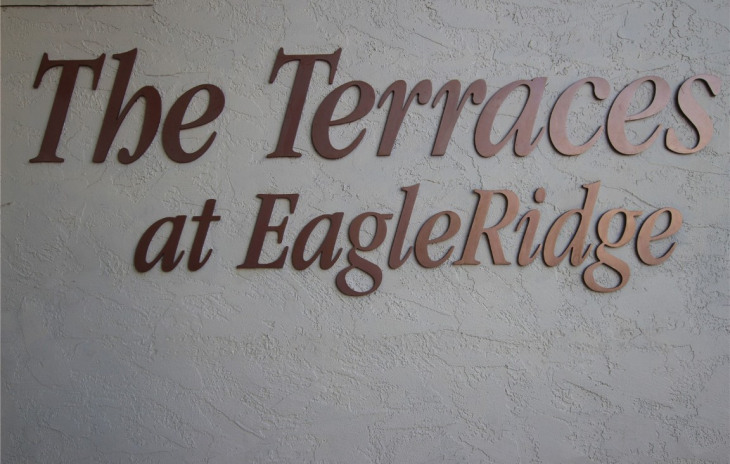 The Terraces
at EagleRidge